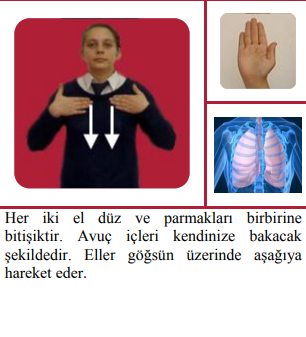 Her iki el düz ve parmakları birbirine
bitişiktir. Avuç içleri kendinize bakacak
şekildedir. Eller göğsün üzerinde aşağıya
hareket eder.